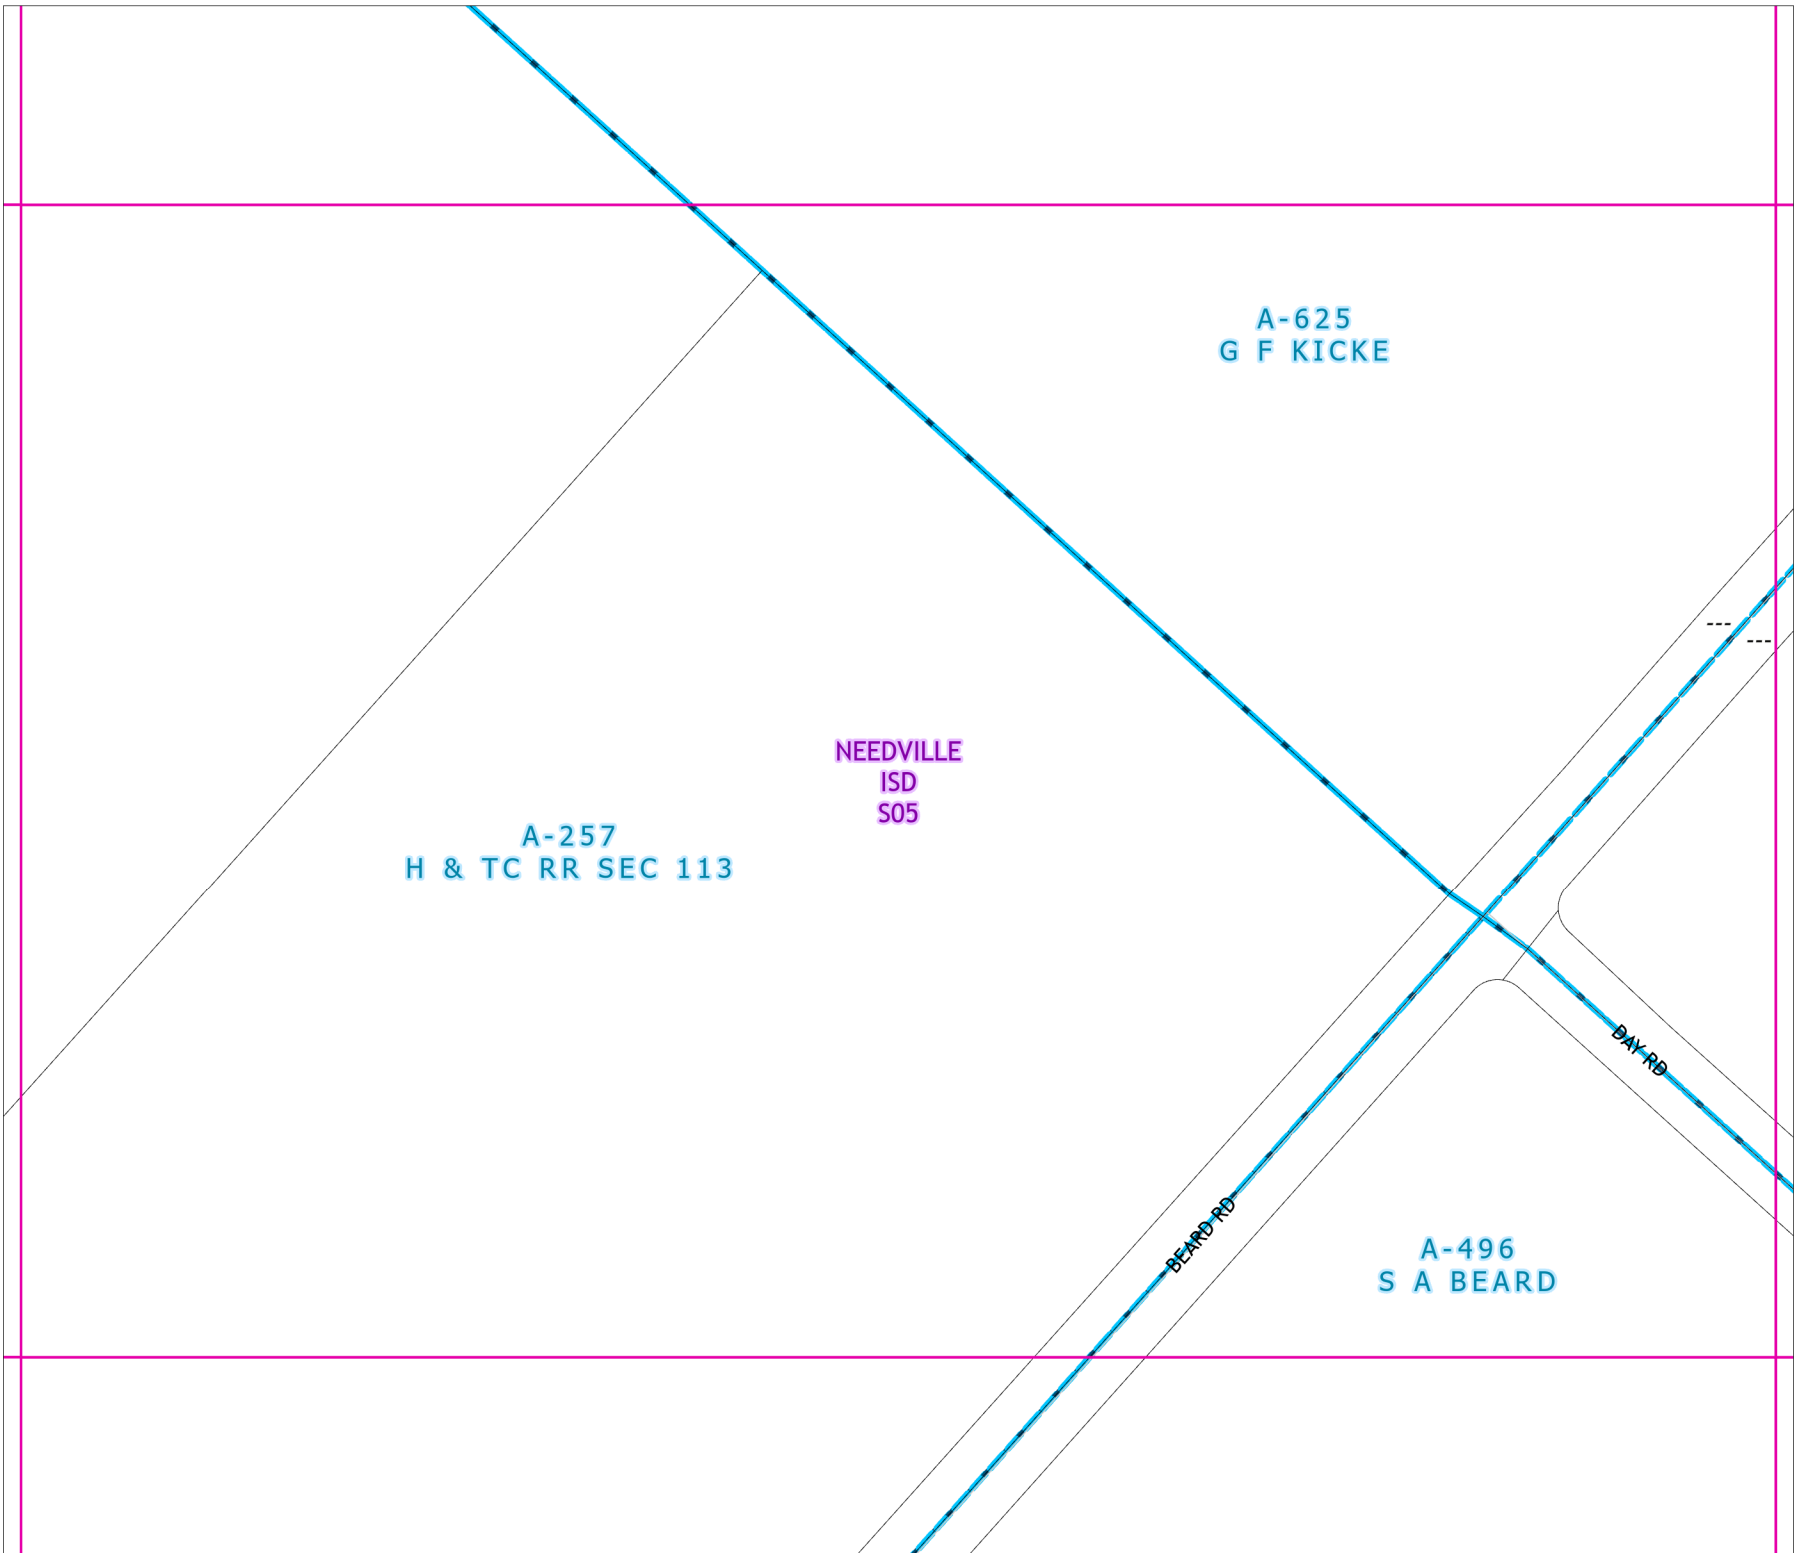 A-625
G F KICKE
---
---
NEEDVILLE
ISD
S05
A-257
H & TC RR SEC 113
DAY RD
BEARD RD
A-496
S A BEARD